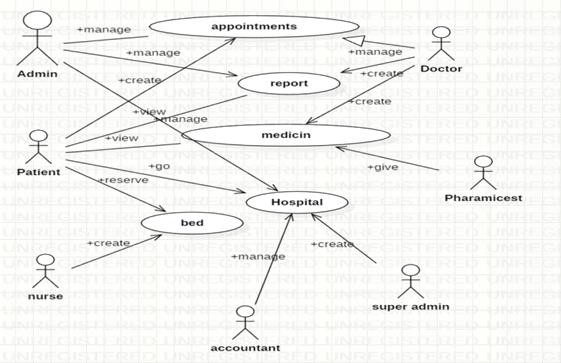 +manage
appointments
+manage
+manage
Admin
Doctor
+create
+create
report
+create
+view
+manage
+view
medicin
Patient
+go
+give
+reserve
Hospital
Pharamicest
bed
+create
+create
+manage
nurse
super admin
accountant
UNREGISTERED